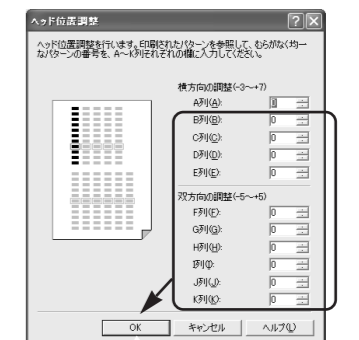 ヘッド位置調整
ヘッド位置調整を行います。印刷されたパターンを参照して、むらがなく均一
なパターンの番号を、A～K列それぞれの欄に入力してください。
横方向の調整(-3～+7)
A列(A):
B列(B): 0
C列(C): 0
D列(D): 0
E列(E): 0
双方向の調整(-5～+5)
F列(F): 0
G列(G): 0
H列(H): 0
I列(I): 0
J列(J): 0
K列(K): 0
OK キャンセル ヘルプ(L)